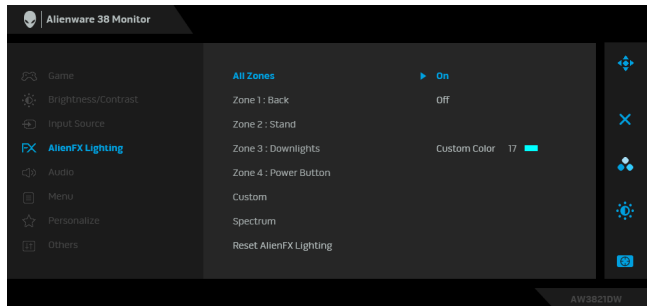 Alienware 38 Monitor
Game
Brightness/Contrast
Input Source
AlienFX Lighting
Audio
Menu
Personalize
Others
All Zones
Zone 1 : Back
Zone 2 : Stand
Zone 3 : Downlights
Zone 4 : Power Button
Custom
Spectrum
Reset AlienFX Lighting
On
Off
Custom Color 17
AW3821DW